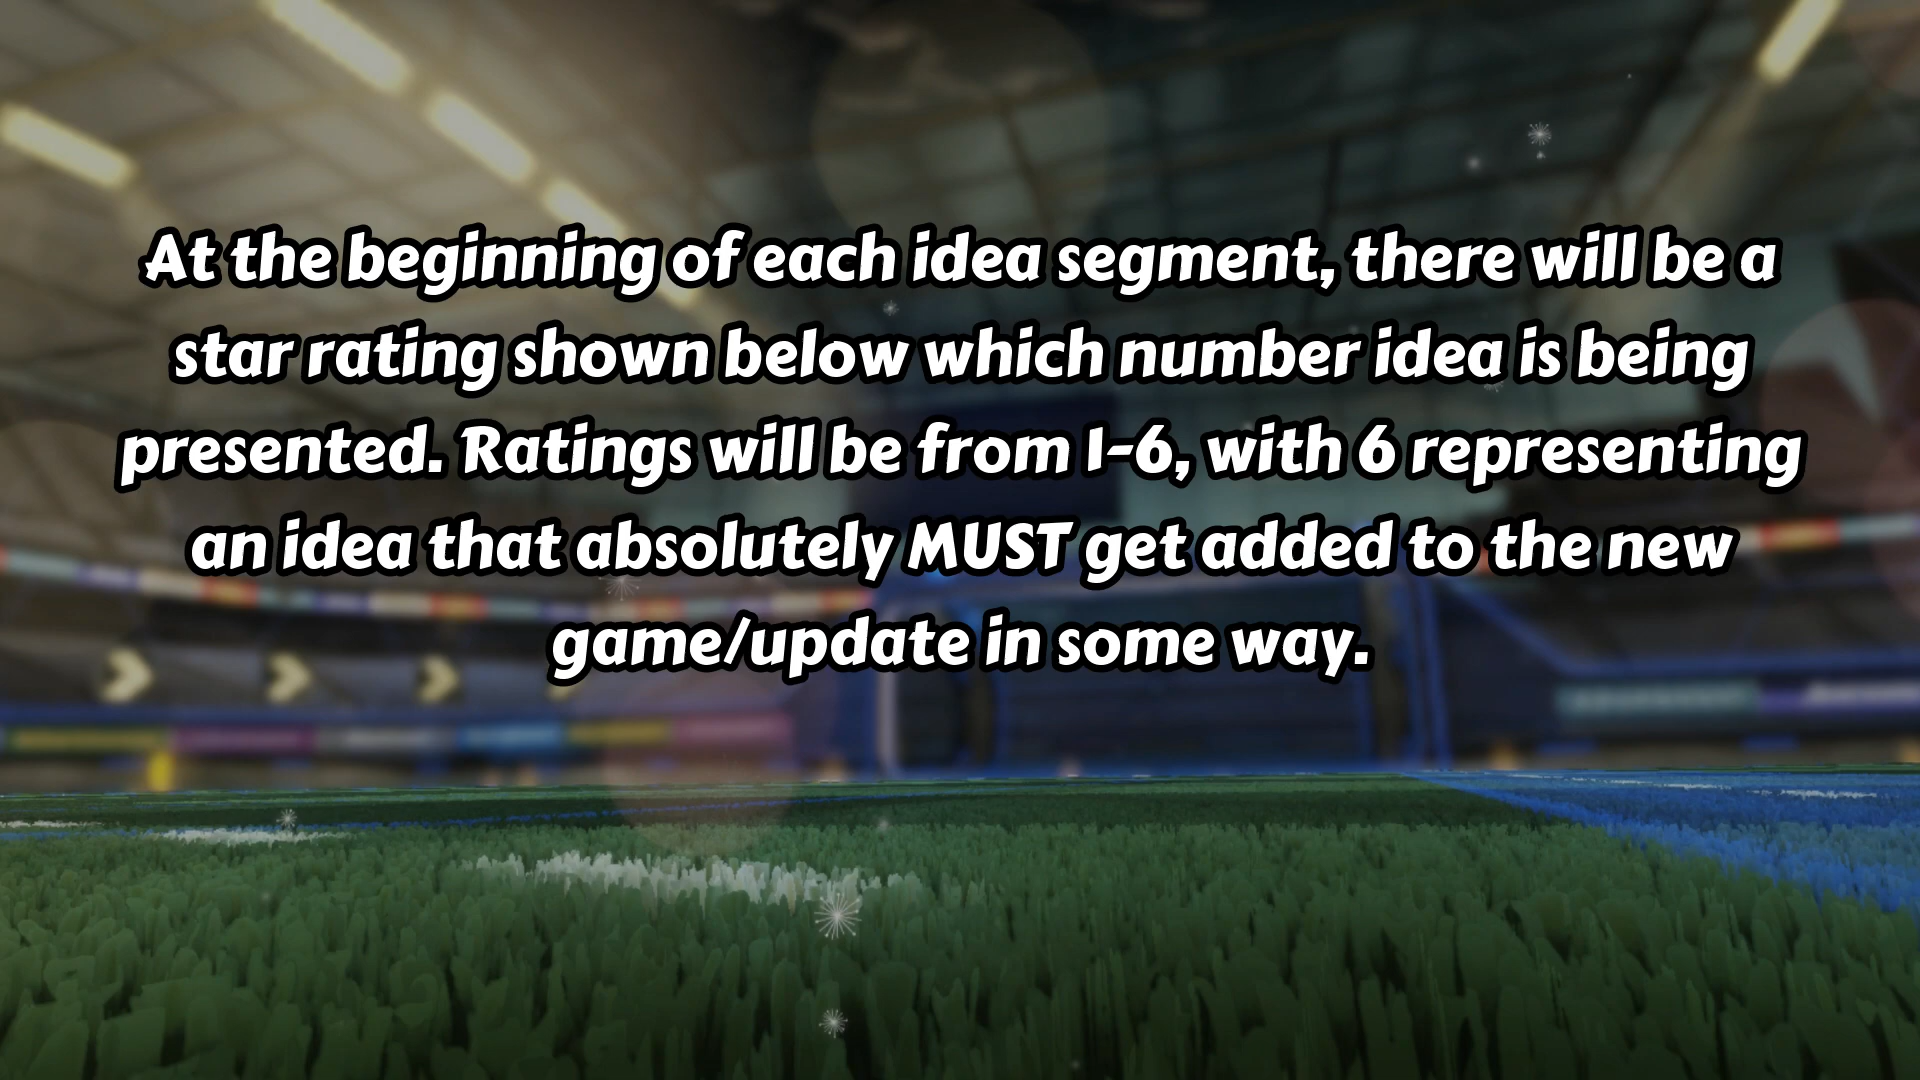 At the beginning of each idea segment, there will be a
star rating shown below which number idea is being
presented. Ratings will be from 1-6, with 6 representing
an idea that absolutely MUST get added to the new
game/update in some way.